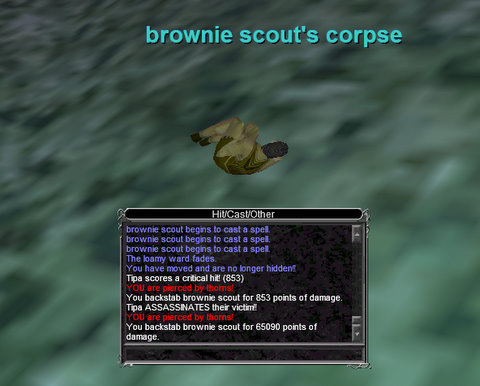 brownie scout's corpse
Hit/Cast/Other
brownie scout begins to cast a spell.
brownie scout begins to cast a spell.
brownie scout begins to cast a spell.
The loamy ward fades.
You have moved and are no longer hidden!!
Tipa scores a critical hit! (853)
YOU are pierced by thorns!
You backstab brownie scout for 853 points of damage.
Tipa ASSASSINATES their victim!!
YOU are pierced by thorns!
You backstab brownie scout for 65090 points of
damage.